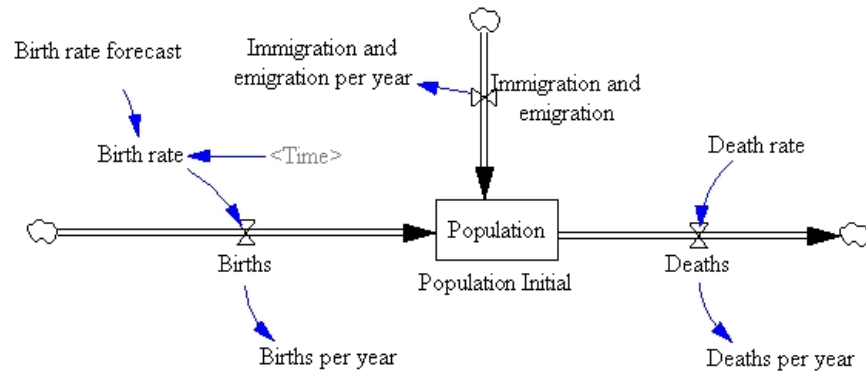 Birth rate forecast
Immigration and
emigration per year
Immigration and
emigration
Birth rate
<Time>
Death rate
Population
Births
Deaths
Population Initial
Births per year
Deaths per year